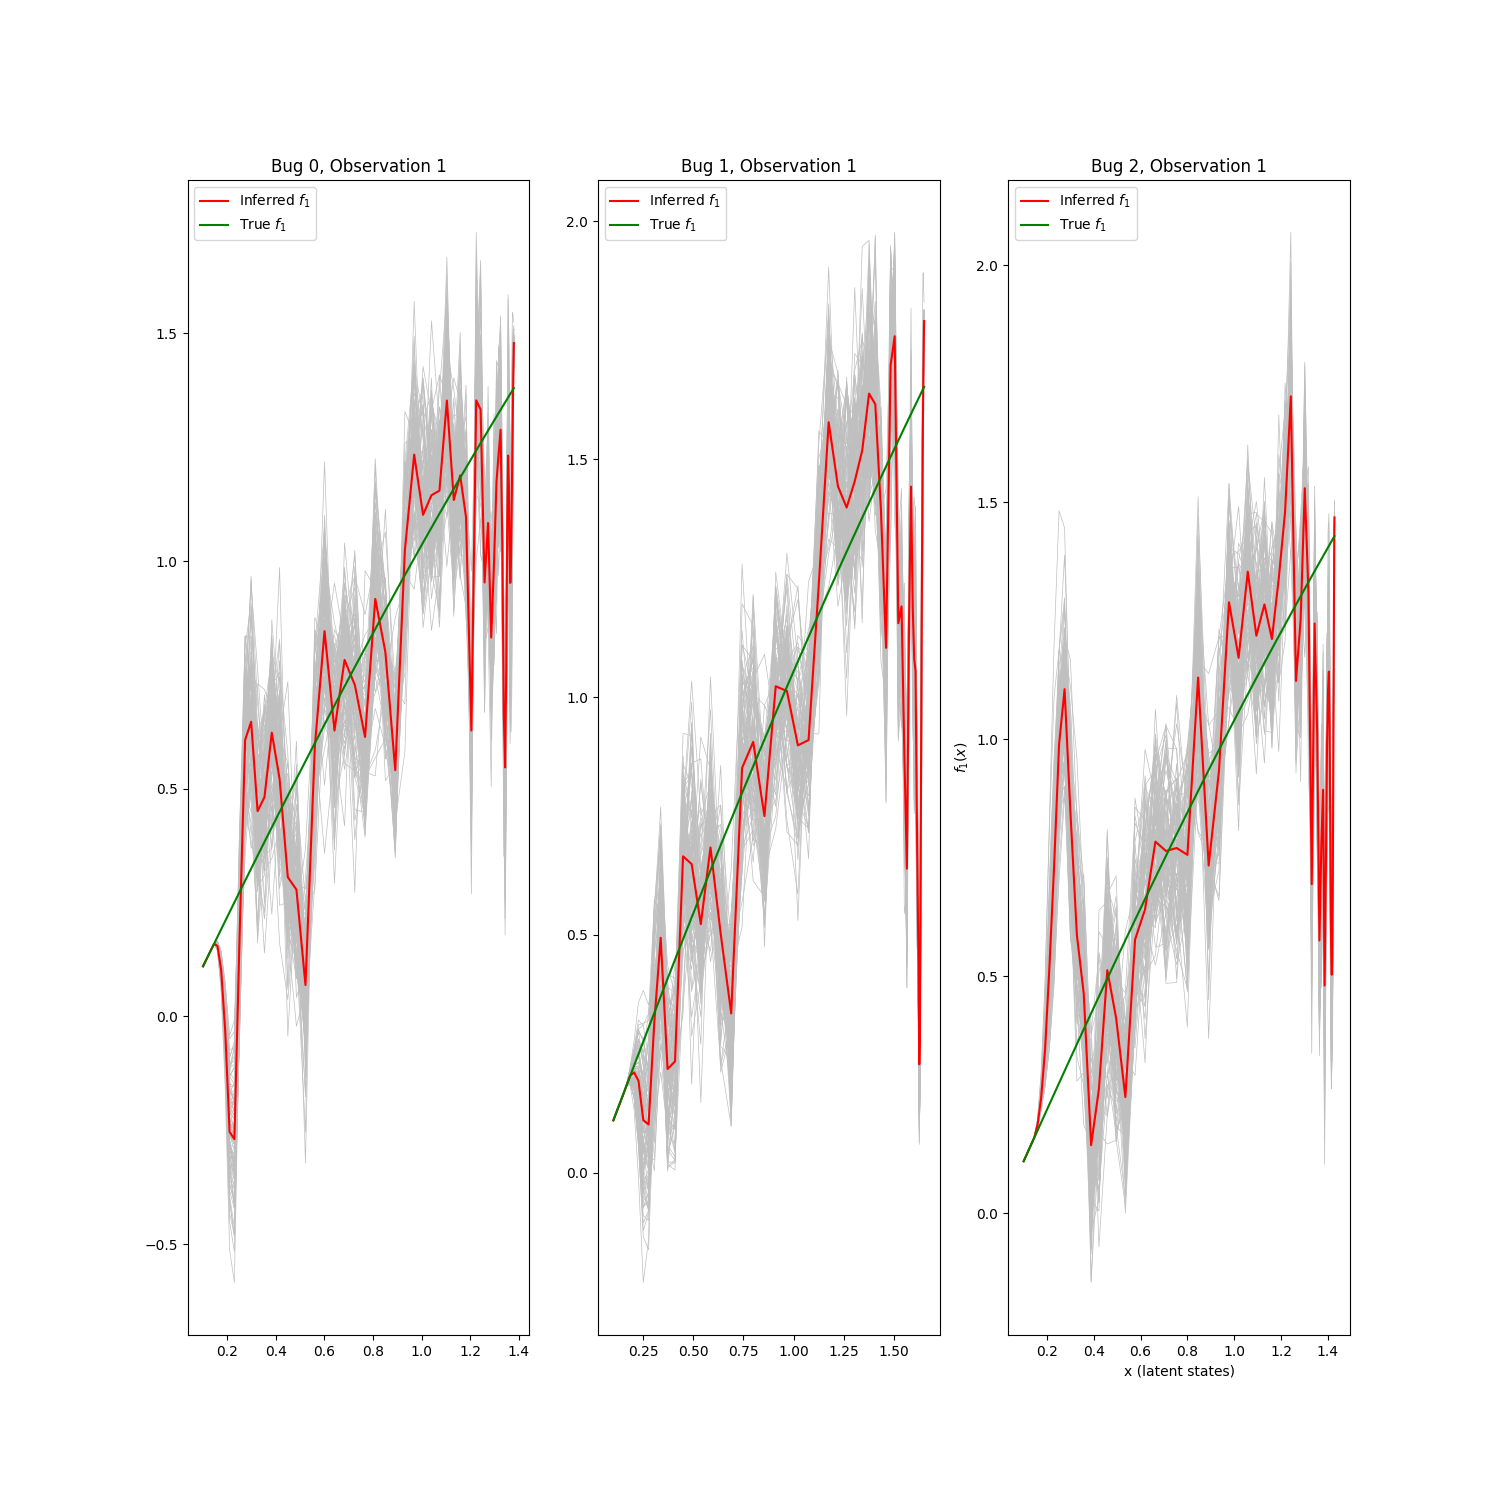 Bug 0, Observation 1
Inferred f₁
True f₁
1.5
1.0
0.5
0.0
−0.5
0.2 0.4 0.6 0.8 1.0 1.2 1.4
Bug 1, Observation 1
Inferred f₁
True f₁
2.0
1.5
1.0
0.5
0.0
0.25 0.50 0.75 1.00 1.25 1.50
Bug 2, Observation 1
Inferred f₁
True f₁
f₁(x)
2.0
1.5
1.0
0.5
0.0
0.2 0.4 0.6 0.8 1.0 1.2 1.4
x (latent states)